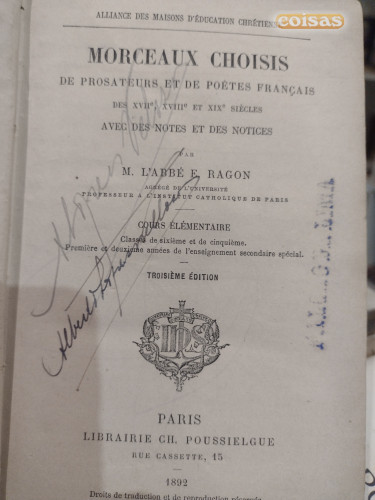 ALLIANCE DES MAISONS D'ÉDUCATION CHRÉTIENNE
coisas
MORCEAUX CHOISIS
DE PROSATEURS ET DE POÈTES FRANÇAIS
DES XVIIe, XVIIIe ET XIXe SIÈCLES
AVEC DES NOTES ET DES NOTICES
PAR
M. L'ABBÉ E. RAGON
AGRÉGÉ DE L'UNIVERSITÉ
PROFESSEUR A L'INSTITUT CATHOLIQUE DE PARIS
COURS ÉLÉMENTAIRE
Classes de sixième et de cinquième.
Première et deuxième années de l'enseignement secondaire spécial.
TROISIÈME ÉDITION
Albert
PARIS
LIBRAIRIE CH. POUSSIELGUE
RUE CASSETTE, 15
1892
Droits de traduction et de reproduction réservés.